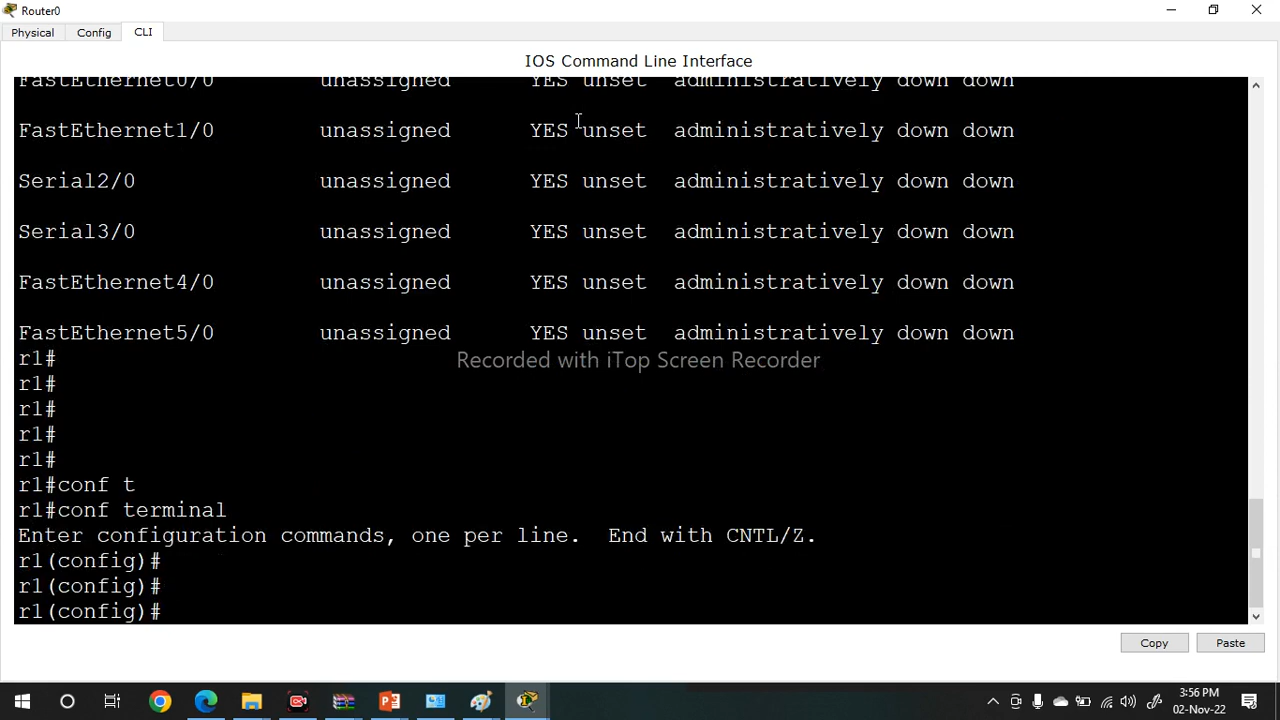 Router0
Physical Config CLI
IOS Command Line Interface
FastEthernet0/0 unassigned YES unset administratively down down
FastEthernet1/0 unassigned YES unset administratively down down
Serial2/0 unassigned YES unset administratively down down
Serial3/0 unassigned YES unset administratively down down
FastEthernet4/0 unassigned YES unset administratively down down
FastEthernet5/0 unassigned YES unset administratively down down
r1#
Recorded with iTop Screen Recorder
r1#
r1#
r1#
r1#
r1#conf t
r1#conf terminal
Enter configuration commands, one per line. End with CNTL/Z.
r1(config)#
r1(config)#
r1(config)#
Copy Paste
3:56 PM
02-Nov-22